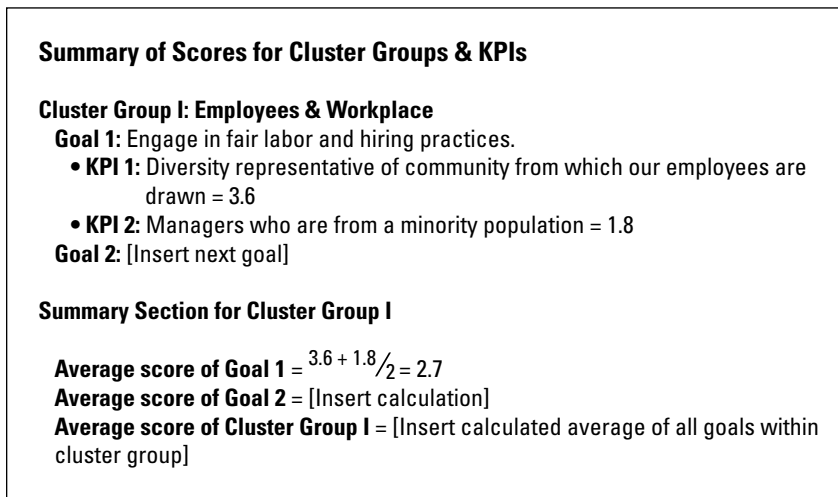 Summary of Scores for Cluster Groups & KPIs
Cluster Group I: Employees & Workplace
Goal 1: Engage in fair labor and hiring practices.
• KPI 1: Diversity representative of community from which our employees are
drawn = 3.6
• KPI 2: Managers who are from a minority population = 1.8
Goal 2: [Insert next goal]
Summary Section for Cluster Group I
Average score of Goal 1 = 3.6 + 1.8/2 = 2.7
Average score of Goal 2 = [Insert calculation]
Average score of Cluster Group I = [Insert calculated average of all goals within
cluster group]